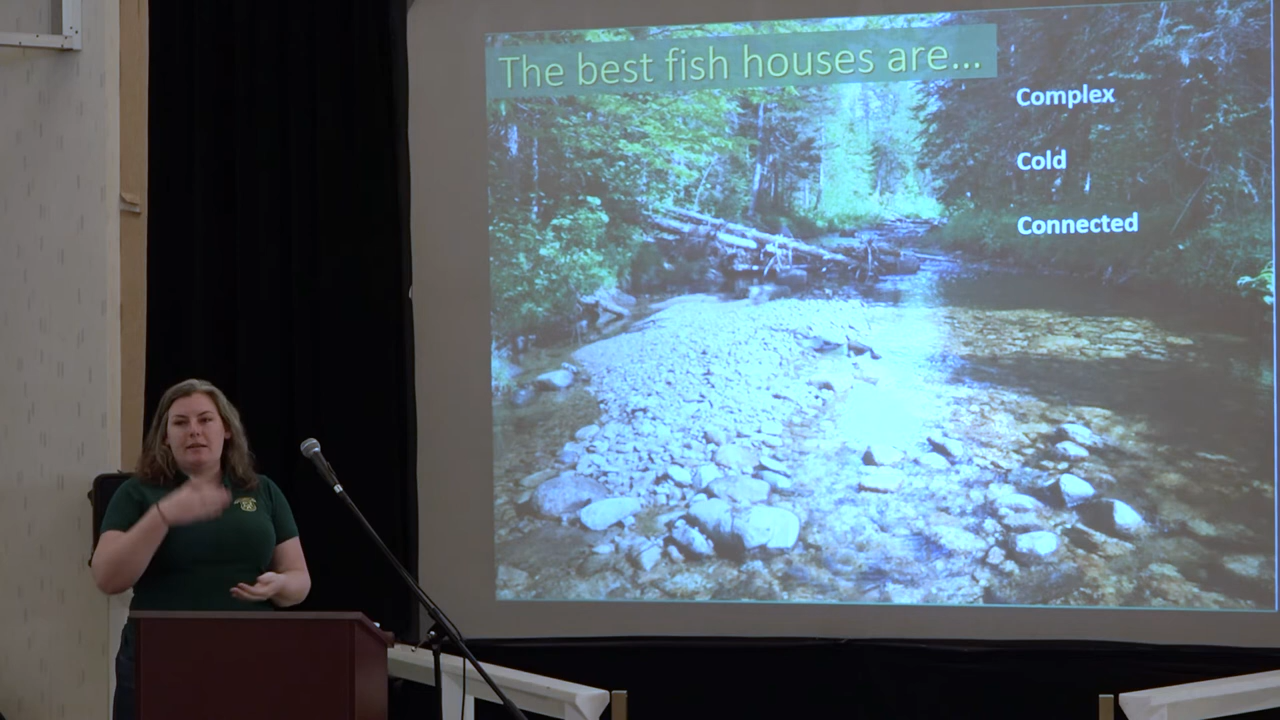 The best fish houses are...
Complex
Cold
Connected